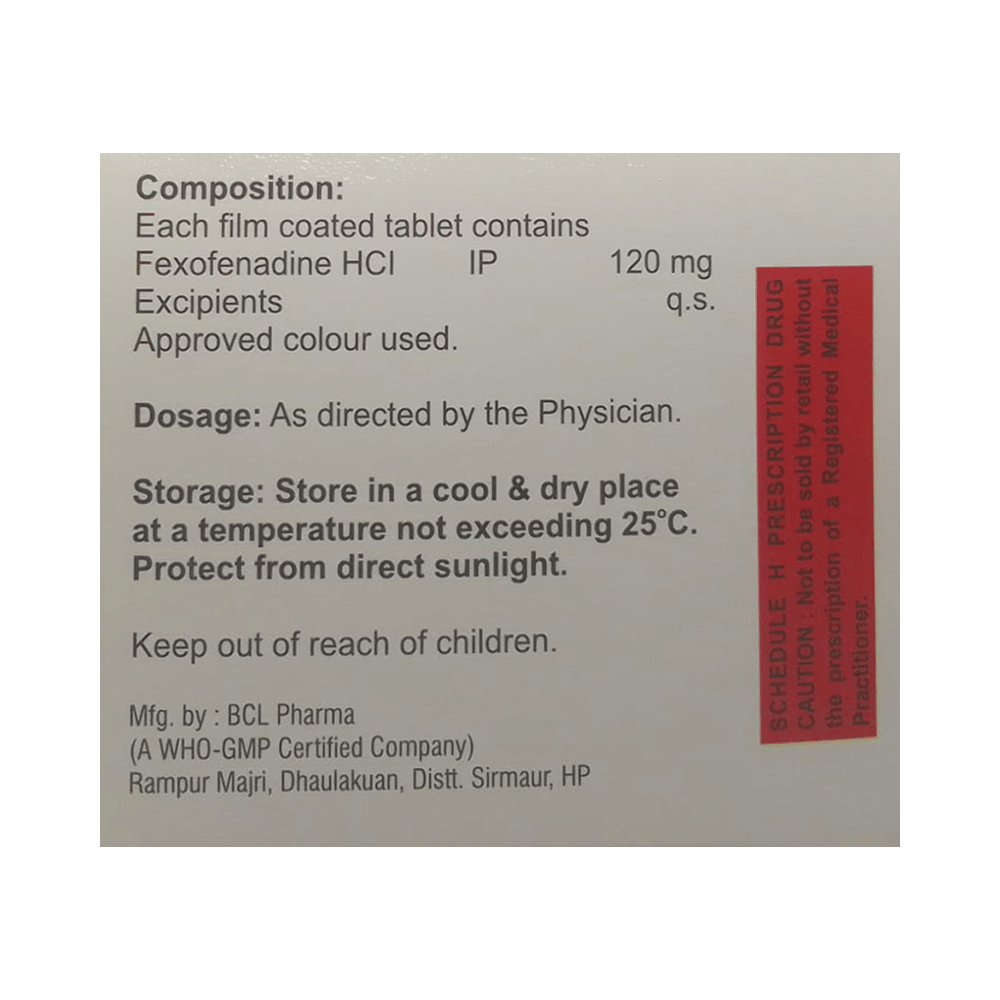 Composition:
Each film coated tablet contains
Fexofenadine HCl IP 120 mg
Excipients q.s.
Approved colour used.
Dosage: As directed by the Physician.
Storage: Store in a cool & dry place
at a temperature not exceeding 25°C.
Protect from direct sunlight.
Keep out of reach of children.
Mfg. by : BCL Pharma
(A WHO-GMP Certified Company)
Rampur Majri, Dhaulakuan, Distt. Sirmaur, HP
SCHEDULE H PRESCRIPTION DRUG
CAUTION : Not to be sold by retail without
the prescription of a Registered Medical
Practitioner.